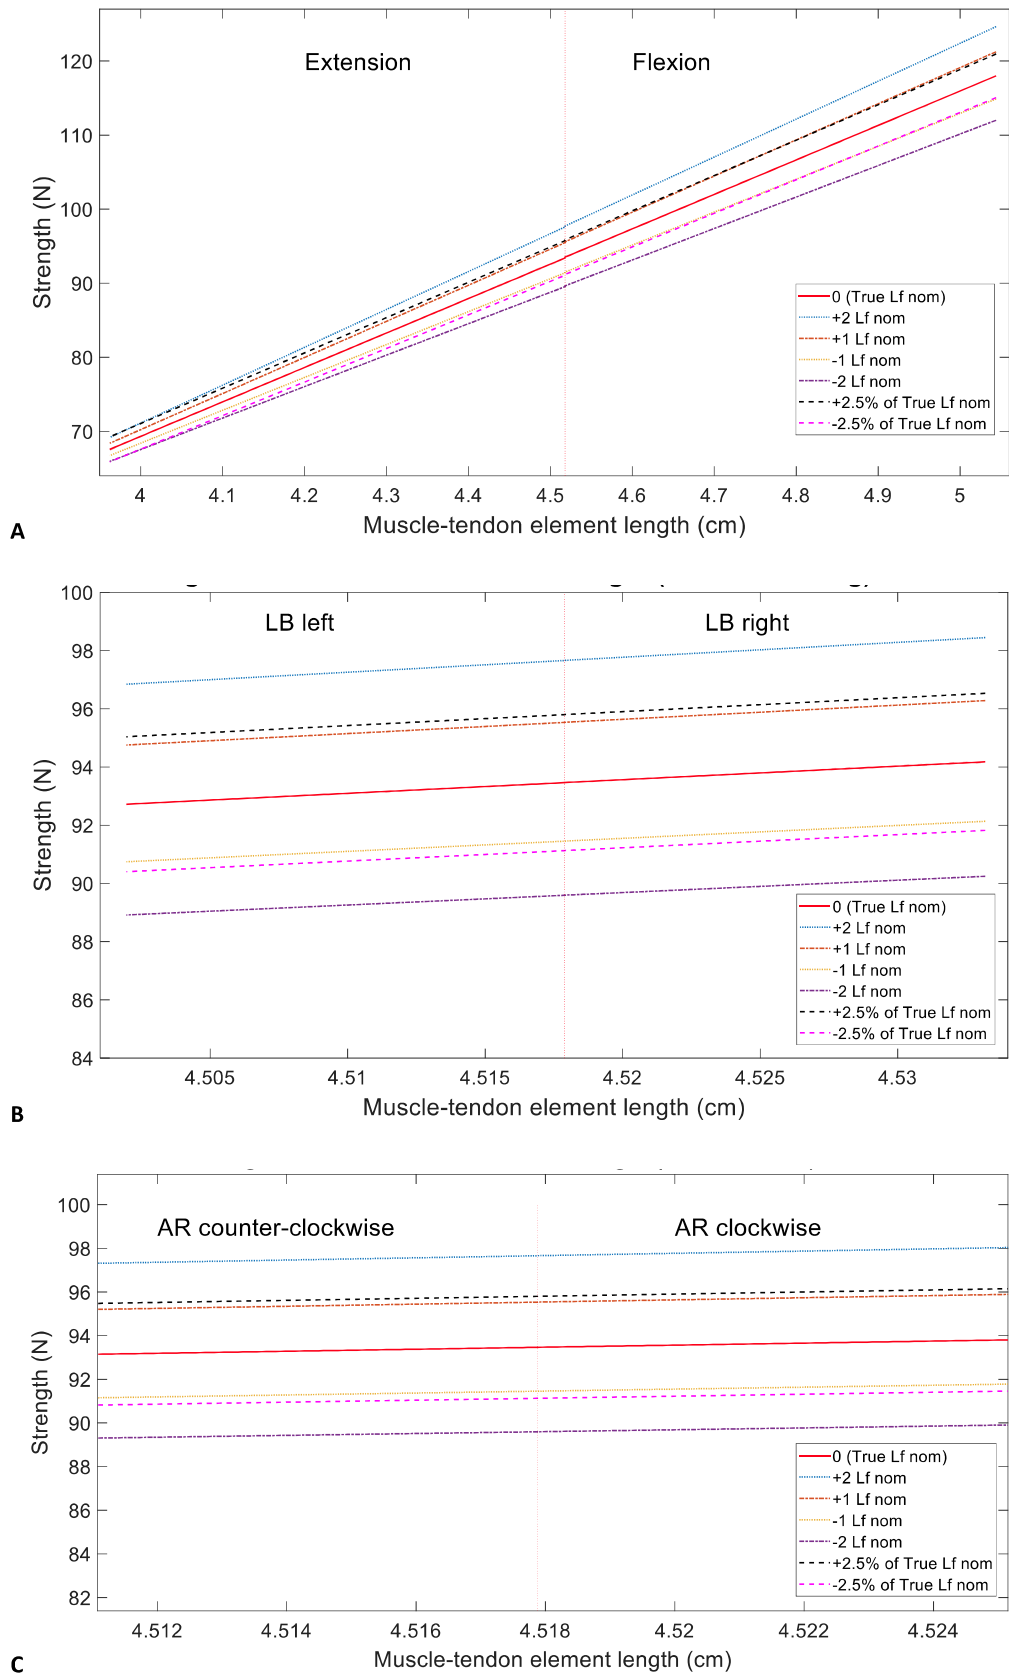 Extension
Flexion
120
110
100
90
80
70
Strength (N)
0 (True Lf nom)
+2 Lf nom
+1 Lf nom
-1 Lf nom
-2 Lf nom
+2.5% of True Lf nom
-2.5% of True Lf nom
4 4.1 4.2 4.3 4.4 4.5 4.6 4.7 4.8 4.9 5
Muscle-tendon element length (cm)
A
LB left
LB right
100
98
96
94
92
90
88
86
84
Strength (N)
0 (True Lf nom)
+2 Lf nom
+1 Lf nom
-1 Lf nom
-2 Lf nom
+2.5% of True Lf nom
-2.5% of True Lf nom
4.505 4.51 4.515 4.52 4.525 4.53
Muscle-tendon element length (cm)
B
AR counter-clockwise
AR clockwise
100
98
96
94
92
90
88
86
84
82
Strength (N)
0 (True Lf nom)
+2 Lf nom
+1 Lf nom
-1 Lf nom
-2 Lf nom
+2.5% of True Lf nom
-2.5% of True Lf nom
4.512 4.514 4.516 4.518 4.52 4.522 4.524
Muscle-tendon element length (cm)
C